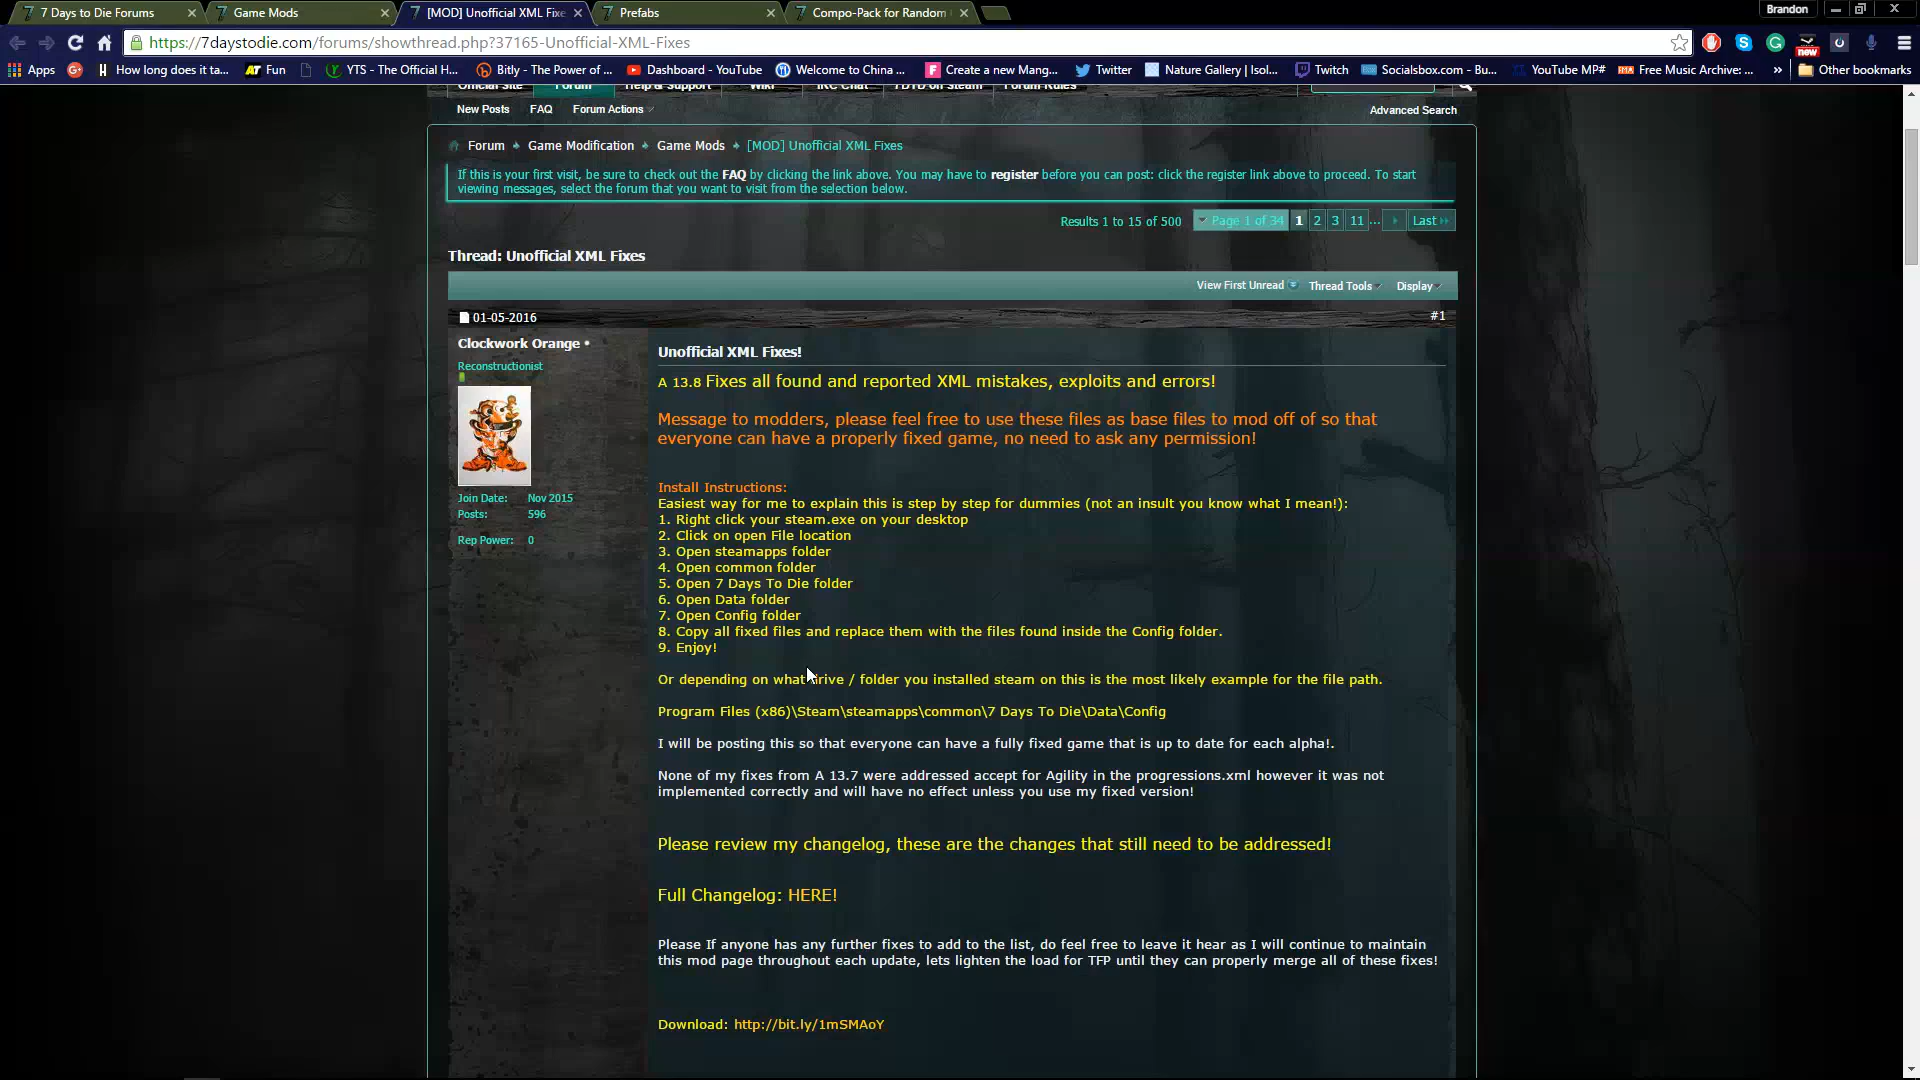 7 Days to Die Forums
Game Mods
[MOD] Unofficial XML Fixe
Prefabs
Compo-Pack for Random
Brandon
https://7daystodie.com/forums/showthread.php?37165-Unofficial-XML-Fixes
new
Apps
How long does it ta...
Fun
YTS - The Official H...
Bitly - The Power of ...
Dashboard - YouTube
Welcome to China ...
Create a new Mang...
Twitter
Nature Gallery | Isol...
Twitch
Socialsbox.com - Bu...
YouTube MP#
Free Music Archive: ...
Other bookmarks
Official Site
Forum
Help & Support
Wiki
IRC Chat
7DTD on Steam
Forum Rules
New Posts
FAQ
Forum Actions
Advanced Search
Forum
Game Modification
Game Mods
[MOD] Unofficial XML Fixes
If this is your first visit, be sure to check out the FAQ by clicking the link above. You may have to register before you can post: click the register link above to proceed. To start
viewing messages, select the forum that you want to visit from the selection below.
Results 1 to 15 of 500
Page 1 of 34
1
2
3
11
...
Last
Thread: Unofficial XML Fixes
View First Unread
Thread Tools
Display
01-05-2016
#1
Clockwork Orange
Reconstructionist
Join Date: Nov 2015
Posts: 596
Rep Power: 0
Unofficial XML Fixes!
A 13.8 Fixes all found and reported XML mistakes, exploits and errors!
Message to modders, please feel free to use these files as base files to mod off of so that
everyone can have a properly fixed game, no need to ask any permission!
Install Instructions:
Easiest way for me to explain this is step by step for dummies (not an insult you know what I mean!):
1. Right click your steam.exe on your desktop
2. Click on open File location
3. Open steamapps folder
4. Open common folder
5. Open 7 Days To Die folder
6. Open Data folder
7. Open Config folder
8. Copy all fixed files and replace them with the files found inside the Config folder.
9. Enjoy!
Or depending on what drive / folder you installed steam on this is the most likely example for the file path.
Program Files (x86)\Steam\steamapps\common\7 Days To Die\Data\Config
I will be posting this so that everyone can have a fully fixed game that is up to date for each alpha!.
None of my fixes from A 13.7 were addressed accept for Agility in the progressions.xml however it was not
implemented correctly and will have no effect unless you use my fixed version!
Please review my changelog, these are the changes that still need to be addressed!
Full Changelog: HERE!
Please If anyone has any further fixes to add to the list, do feel free to leave it hear as I will continue to maintain
this mod page throughout each update, lets lighten the load for TFP until they can properly merge all of these fixes!
Download: http://bit.ly/1mSMAoY